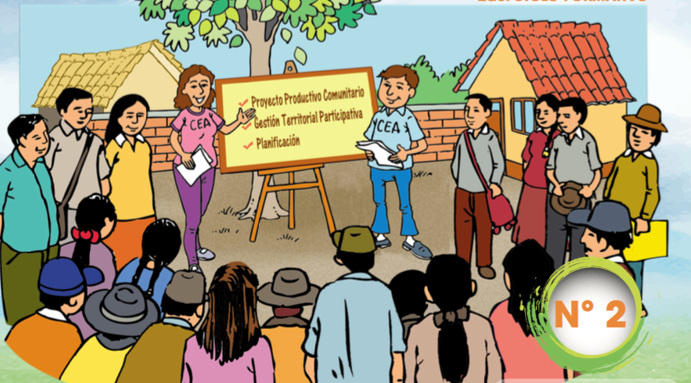 Proyecto Productivo Comunitario
Gestión Territorial Participativa
Planificación
CEA
CEA
N° 2